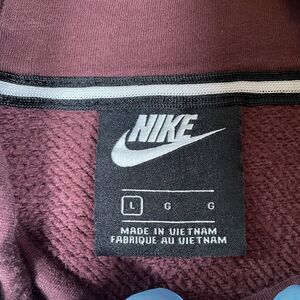 NIKE
L G G
MADE IN VIETNAM
FABRIQUÉ AU VIETNAM